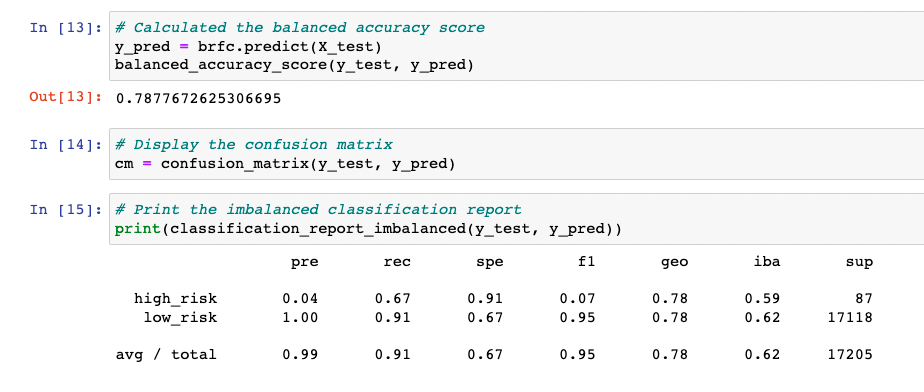 In [13]: # Calculated the balanced accuracy score
y_pred = brfc.predict(X_test)
balanced_accuracy_score(y_test, y_pred)
Out[13]: 0.7877672625306695
In [14]: # Display the confusion matrix
cm = confusion_matrix(y_test, y_pred)
In [15]: # Print the imbalanced classification report
print(classification_report_imbalanced(y_test, y_pred))
pre rec spe f1 geo iba sup
high_risk 0.04 0.67 0.91 0.07 0.78 0.59 87
low_risk 1.00 0.91 0.67 0.95 0.78 0.62 17118
avg / total 0.99 0.91 0.67 0.95 0.78 0.62 17205